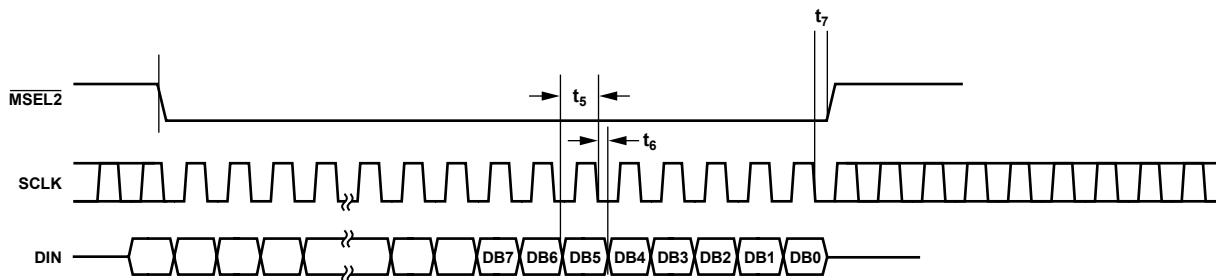 t7
MSEL2
t5
t6
SCLK
DIN
DB7 DB6 DB5 DB4 DB3 DB2 DB1 DB0